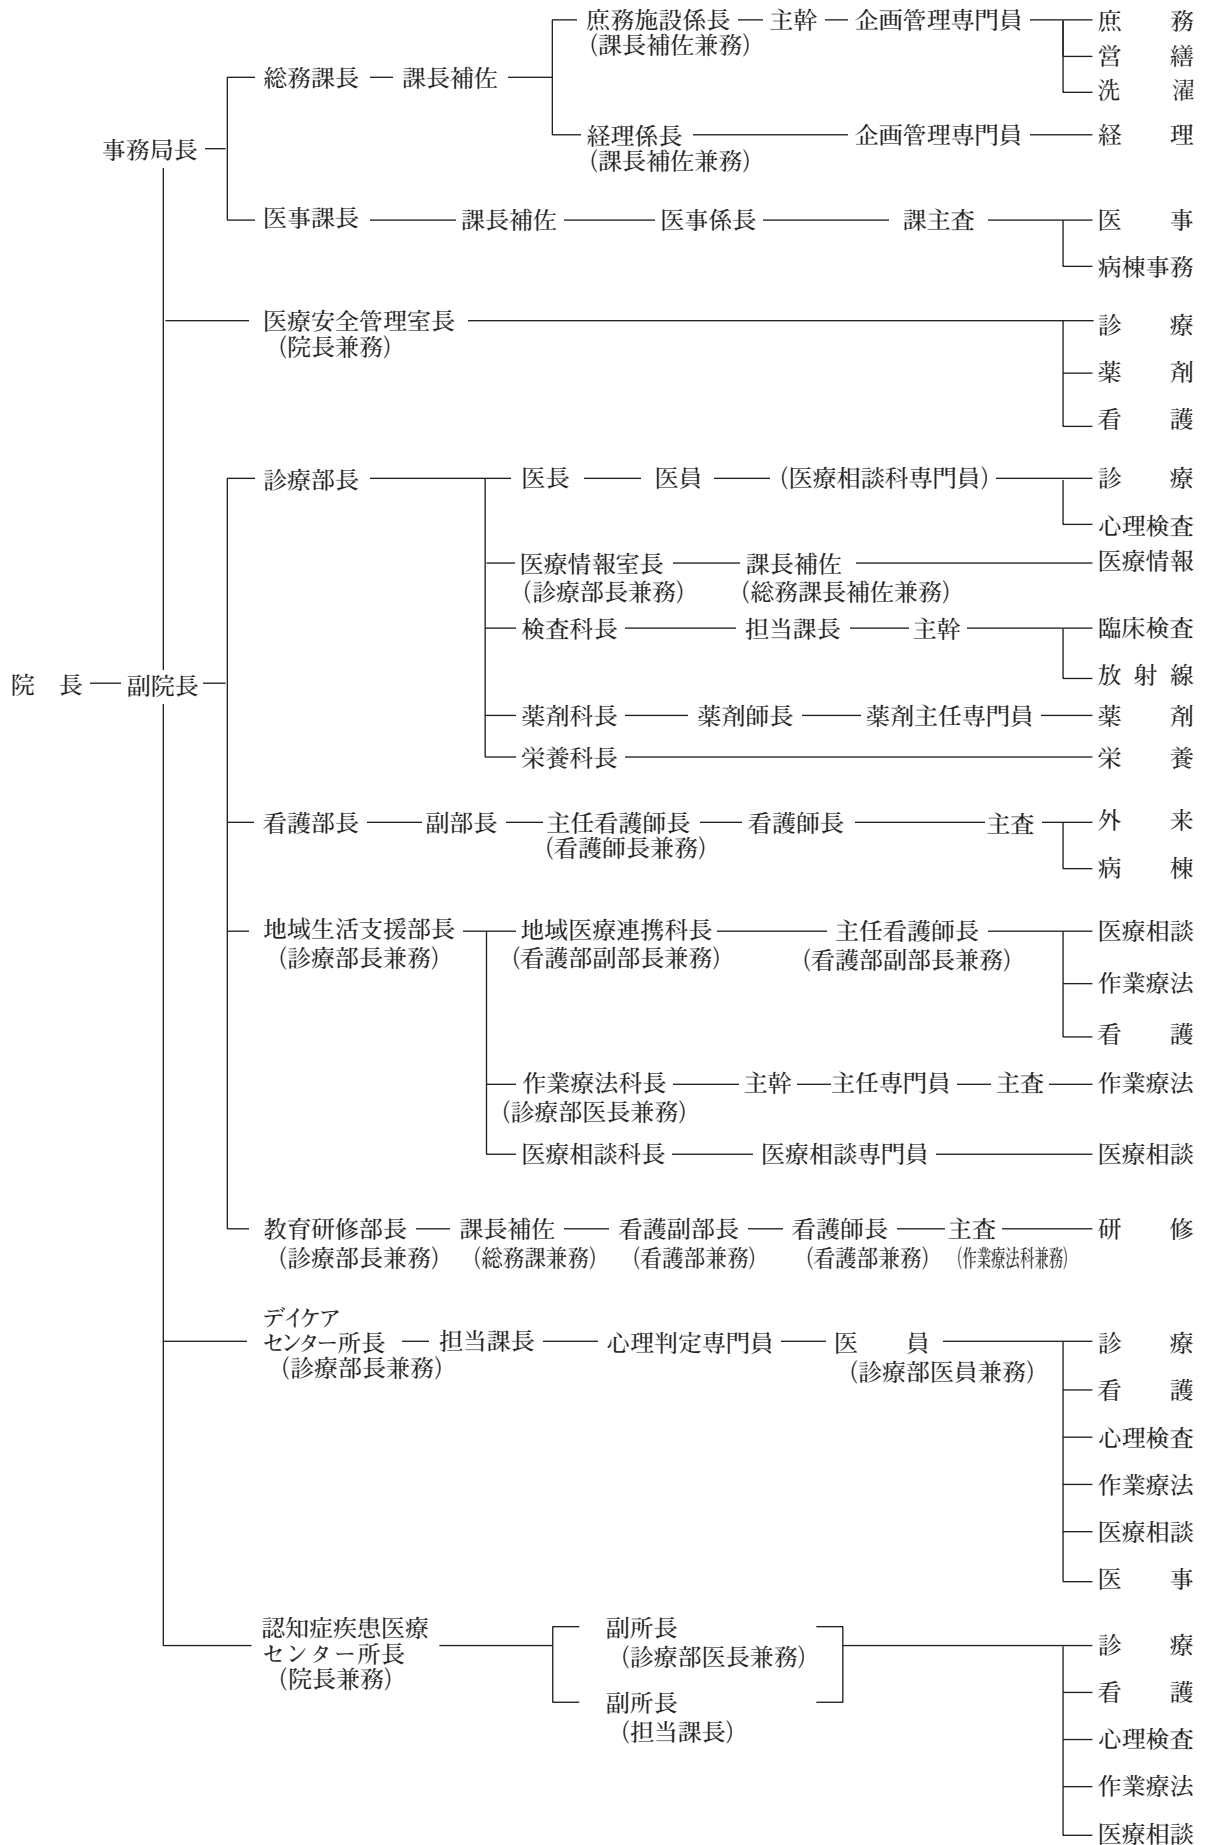 庶務施設係長 主幹 企画管理専門員 庶務
(課長補佐兼務)
営繕
総務課長 課長補佐
洗濯
経理係長 企画管理専門員 経理
(課長補佐兼務)
事務局長
医事課長 課長補佐 医事係長 課主査 医事
病棟事務
医療安全管理室長 診療
(院長兼務)
薬剤
看護
診療部長 医長 医員 (医療相談科専門員) 診療
心理検査
医療情報室長 課長補佐 医療情報
(診療部長兼務) (総務課長補佐兼務)
検査科長 担当課長 主幹 臨床検査
放射線
院長 副院長
薬剤科長 薬剤師長 薬剤主任専門員 薬剤
栄養科長 栄養
看護部長 副部長 主任看護師長 看護師長 主査 外来
(看護師長兼務)
病棟
地域生活支援部長 地域医療連携科長 主任看護師長 医療相談
(診療部長兼務) (看護部副部長兼務) (看護部副部長兼務)
作業療法
看護
作業療法科長 主幹 主任専門員 主査 作業療法
(診療部医長兼務)
医療相談科長 医療相談専門員 医療相談
教育研修部長 課長補佐 看護副部長 看護師長 主査 研修
(診療部長兼務) (総務課兼務) (看護部兼務) (看護部兼務) (作業療法科兼務)
デイケア
センター所長 担当課長 心理判定専門員 医員 診療
(診療部長兼務) (診療部医員兼務)
看護
心理検査
作業療法
医療相談
医事
認知症疾患医療 副所長
センター所長 (診療部医長兼務) 診療
(院長兼務)
看護
副所長
(担当課長)
心理検査
作業療法
医療相談